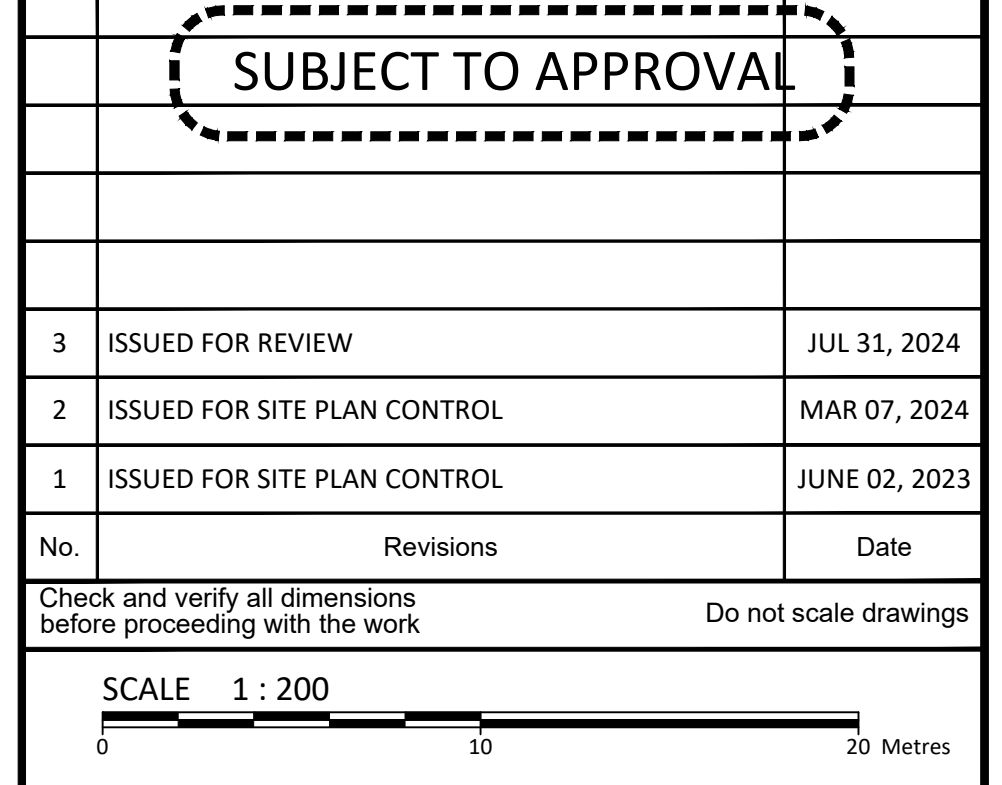 SUBJECT TO APPROVAL
3 ISSUED FOR REVIEW JUL 31, 2024
2 ISSUED FOR SITE PLAN CONTROL MAR 07, 2024
1 ISSUED FOR SITE PLAN CONTROL JUNE 02, 2023
No. Revisions Date
Check and verify all dimensions
before proceeding with the work
Do not scale drawings
SCALE 1 : 200
0 10 20 Metres